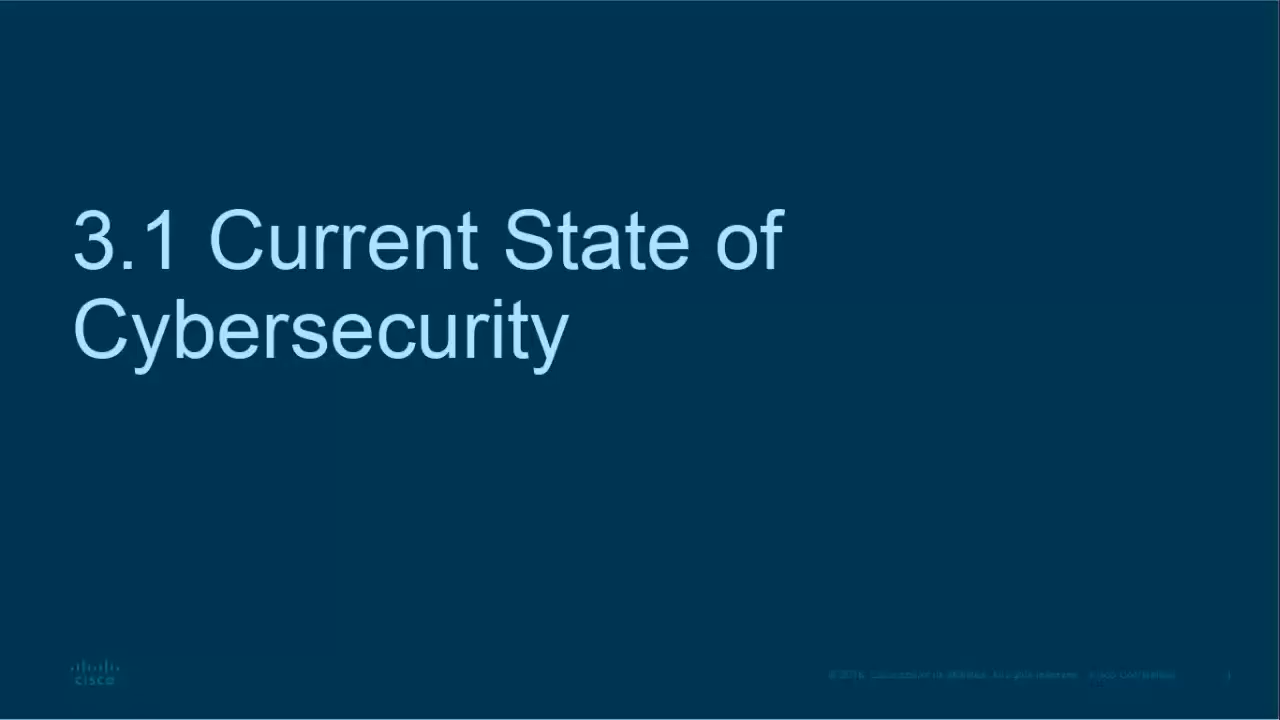 3.1 Current State of
Cybersecurity
cisco